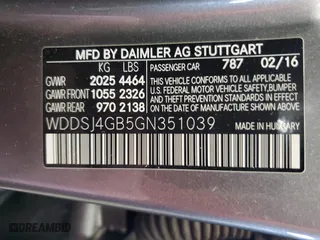 MFD BY DAIMLER AG STUTTGART
KG LBS PASSENGER CAR 787 02/16
GVWR 2025 4464
GAWR FRONT 1055 2326
GAWR REAR 970 2138
THIS VEHICLE CONFORMS TO ALL APPLICABLE
U.S. FEDERAL MOTOR VEHICLE SAFETY, BUMPER,
AND THEFT PREVENTION STANDARDS IN EFFECT ON
THE DATE OF MANUFACTURE SHOWN ABOVE.
WDDSJ4GB5GN351039
MADE IN HUNGARY
DREAMBID